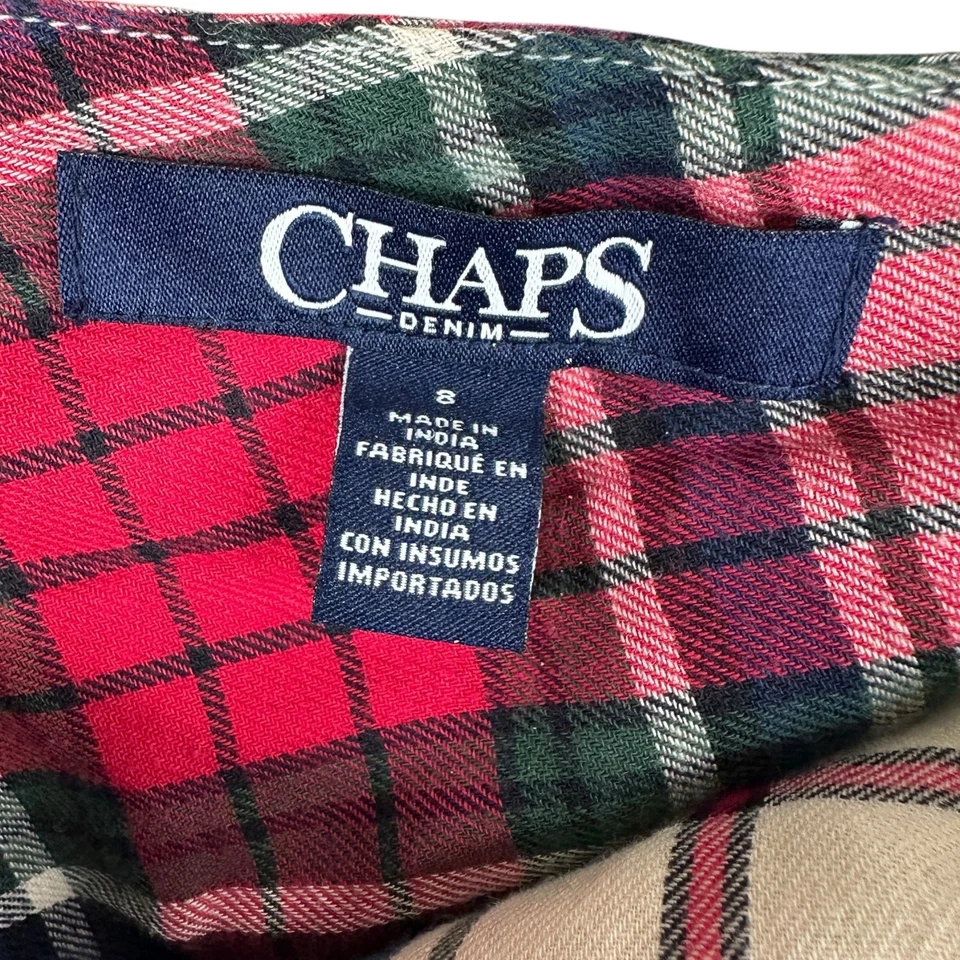 CHAPS
DENIM
8
MADE IN
INDIA
FABRIQUÉ EN
INDE
HECHO EN
INDIA
CON INSUMOS
IMPORTADOS